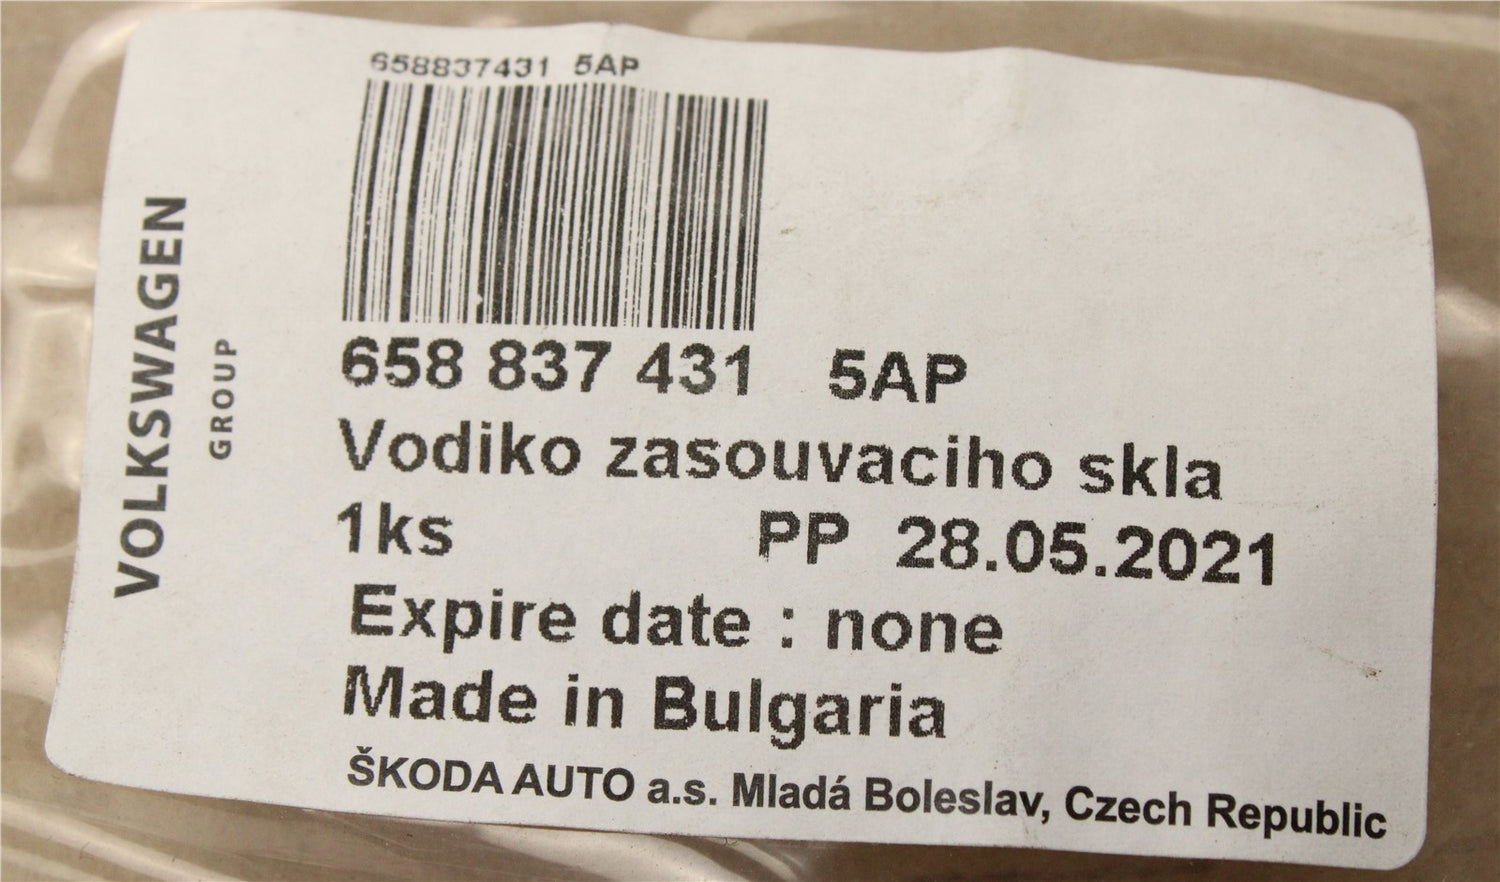 658837431 5AP
VOLKSWAGEN
GROUP
658 837 431 5AP
Vodiko zasouvaciho skla
1ks PP 28.05.2021
Expire date : none
Made in Bulgaria
ŠKODA AUTO a.s. Mladá Boleslav, Czech Republic